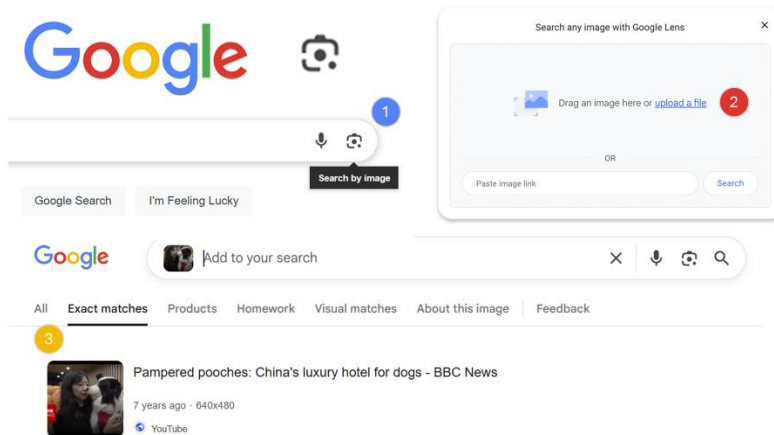 Google
1
Search by image
Google Search
I'm Feeling Lucky
Search any image with Google Lens
Drag an image here or upload a file
2
OR
Paste image link
Search
Google
Add to your search
All
Exact matches
Products
Homework
Visual matches
About this image
Feedback
3
Pampered pooches: China's luxury hotel for dogs - BBC News
7 years ago · 640x480
YouTube